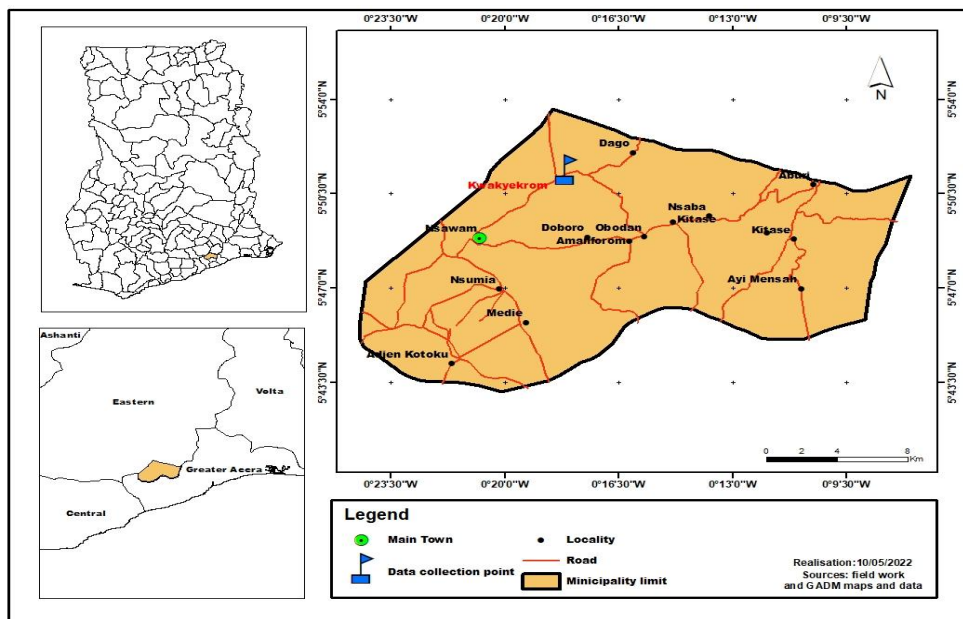 0°23'30"W 0°20'0"W 0°16'30"W 0°13'0"W 0°9'30"W
N
5°54'0"N 5°54'0"N
Dago
Kwakyekrom
Aburi
5°50'30"N 5°50'30"N
Nsaba
Kitase
Nsawam
Doboro Obodan
Amanforom
Kitase
Nsumia
Ayi Mensah
5°47'0"N 5°47'0"N
Medie
Adjen Kotoku
5°43'30"N 5°43'30"N
0 2 4 8
Km
0°23'30"W 0°20'0"W 0°16'30"W 0°13'0"W 0°9'30"W
Ashanti
Eastern
Volta
Greater Accra
Central
Legend
Main Town
Locality
Road
Data collection point
Minicipality limit
Realisation:10/05/2022
Sources: field work
and GADM maps and data